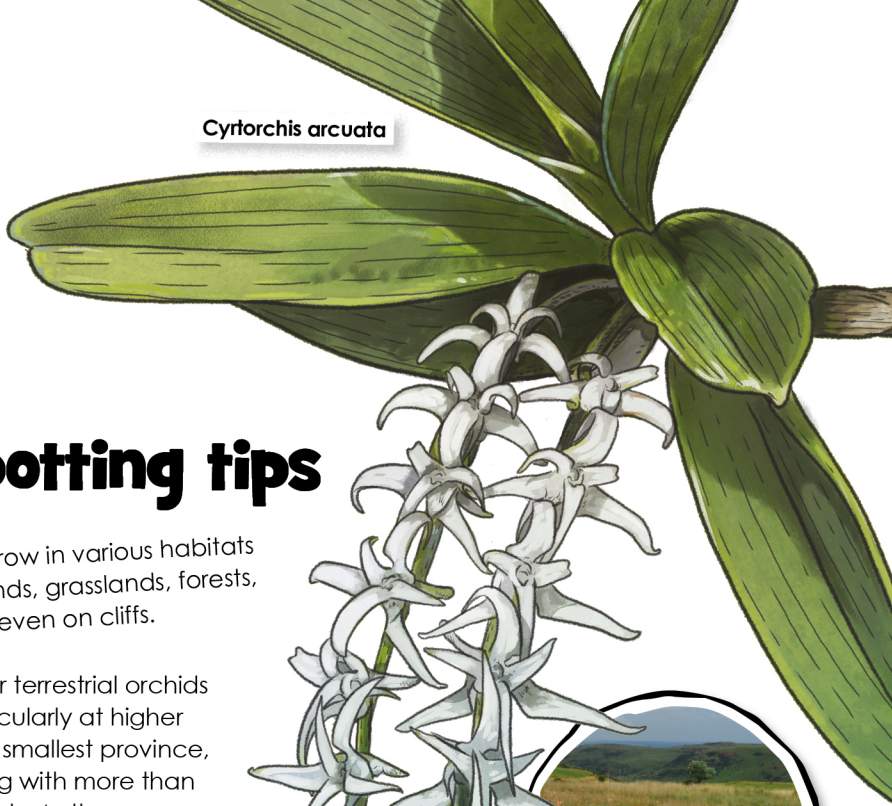 Cyrtorchis arcuata
otting tips
row in various habitats
nds, grasslands, forests,
even on cliffs.
r terrestrial orchids
cularly at higher
smallest province,
g with more than